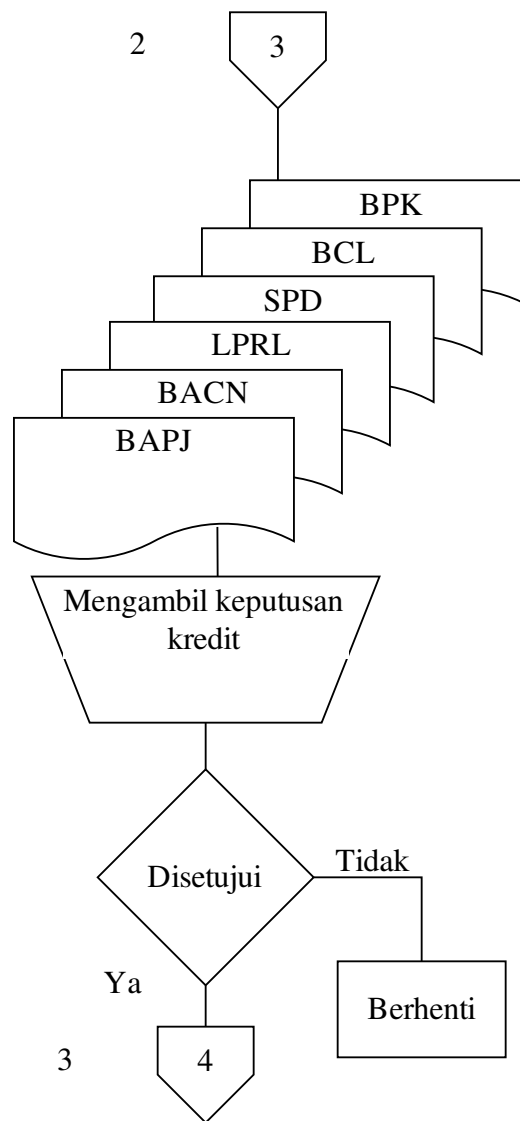 2
3
BPK
BCL
SPD
LPRL
BACN
BAPJ
Mengambil keputusan
kredit
Disetujui
Tidak
Ya
Berhenti
3
4